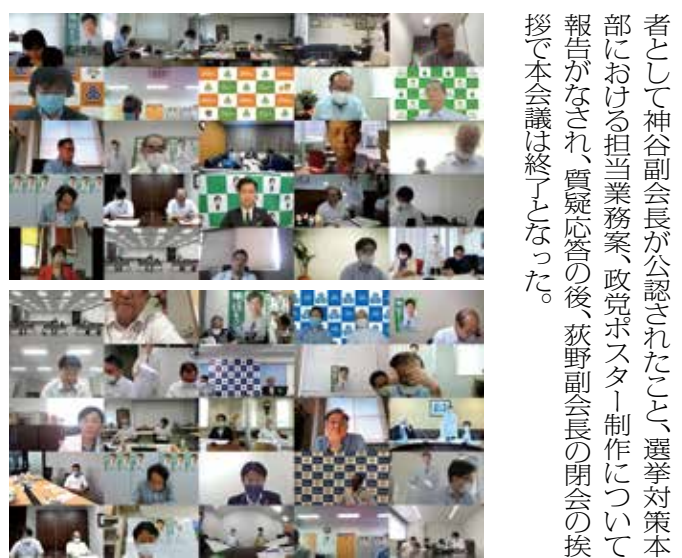 者として神谷副会長が公認されたこと、選挙対策本
部における担当業務案、政党ポスター制作について
報告がなされ、質疑応答の後、荻野副会長の閉会の挨
拶で本会議は終了となった。